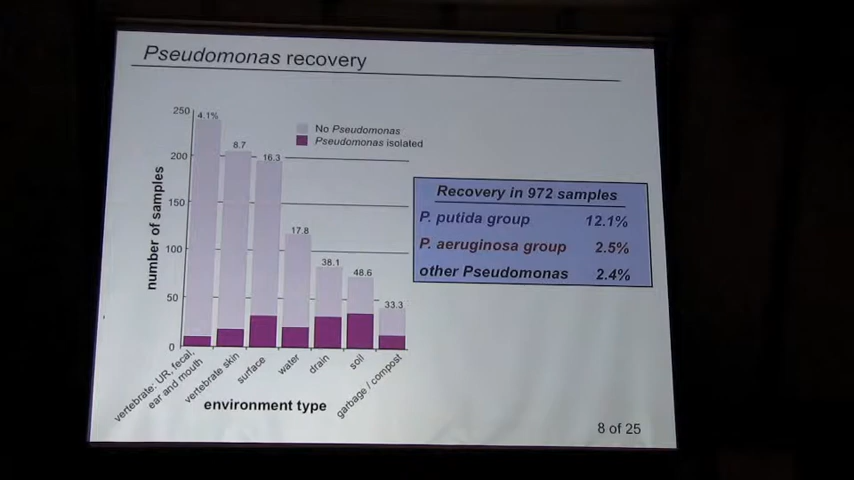 Pseudomonas recovery
250
200
150
100
50
0
number of samples
4.1%
8.7
16.3
17.8
38.1
48.6
33.3
No Pseudomonas
Pseudomonas isolated
vertebrate: UR, fecal,
ear and mouth
vertebrate skin
surface
water
drain
soil
garbage / compost
environment type
Recovery in 972 samples
P. putida group 12.1%
P. aeruginosa group 2.5%
other Pseudomonas 2.4%
8 of 25